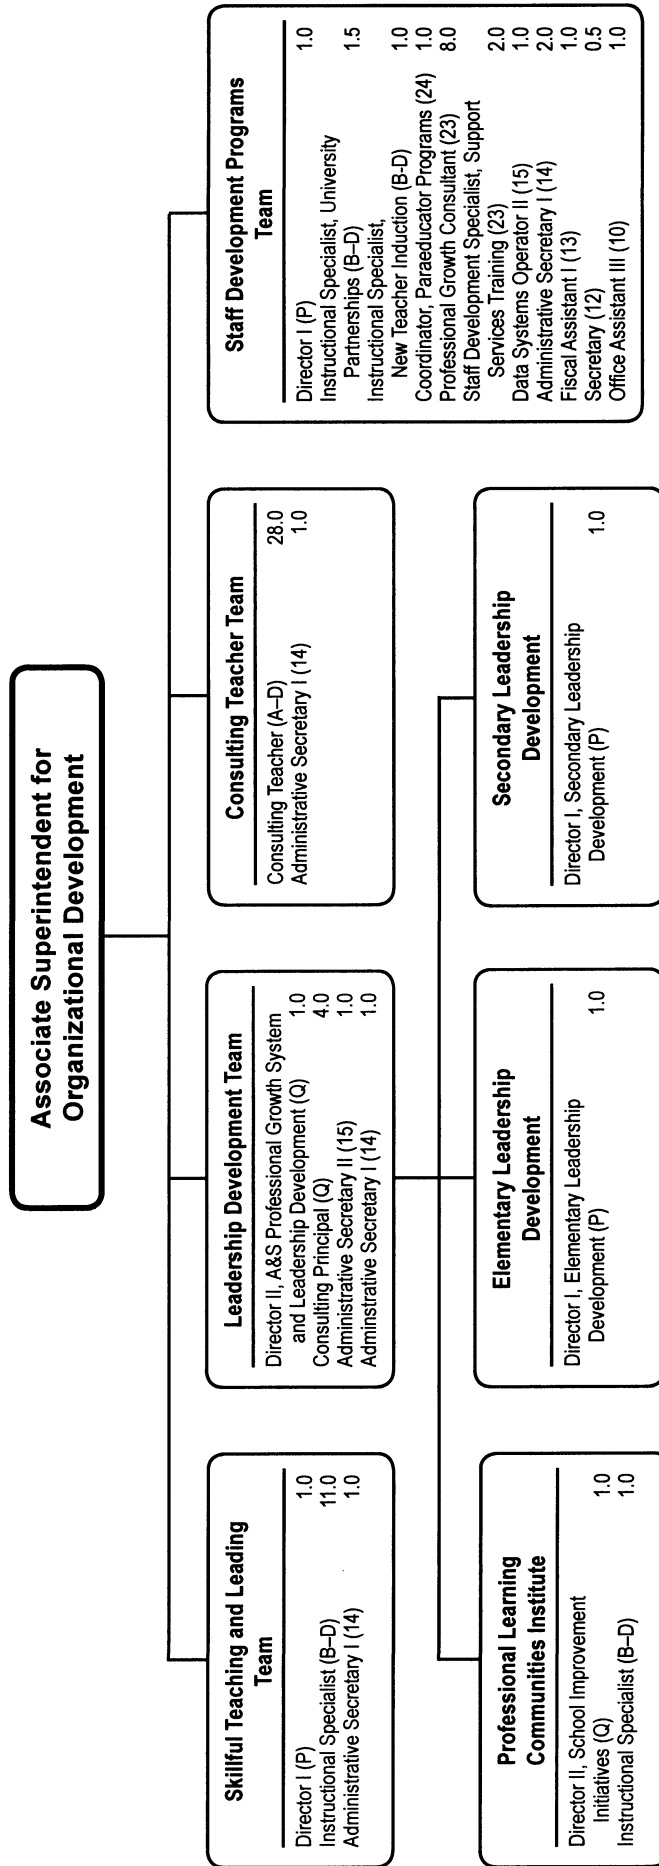 Associate Superintendent for
Organizational Development
Skillful Teaching and Leading
Team
Director I (P) 1.0
Instructional Specialist (B–D) 11.0
Administrative Secretary I (14) 1.0
Leadership Development Team
Director II, A&S Professional Growth System
and Leadership Development (Q) 1.0
Consulting Principal (Q) 4.0
Administrative Secretary II (15) 1.0
Adminstrative Secretary I (14) 1.0
Consulting Teacher Team
Consulting Teacher (A–D) 28.0
Administrative Secretary I (14) 1.0
Staff Development Programs
Team
Director I (P) 1.0
Instructional Specialist, University
Partnerships (B–D) 1.5
Instructional Specialist,
New Teacher Induction (B-D) 1.0
Coordinator, Paraeducator Programs (24) 1.0
Professional Growth Consultant (23) 8.0
Staff Development Specialist, Support
Services Training (23) 2.0
Data Systems Operator II (15) 1.0
Administrative Secretary I (14) 2.0
Fiscal Assistant I (13) 1.0
Secretary (12) 0.5
Office Assistant III (10) 1.0
Professional Learning
Communities Institute
Director II, School Improvement
Initiatives (Q) 1.0
Instructional Specialist (B–D) 1.0
Elementary Leadership
Development
Director I, Elementary Leadership
Development (P) 1.0
Secondary Leadership
Development
Director I, Secondary Leadership
Development (P) 1.0